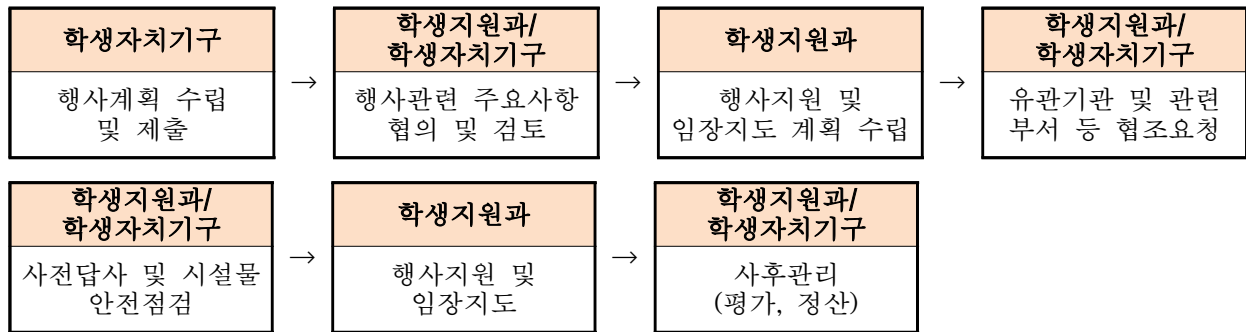 학생자치기구
행사계획 수립
및 제출
→
학생지원과/
학생자치기구
행사관련 주요사항
협의 및 검토
→
학생지원과
행사지원 및
임장지도 계획 수립
→
학생지원과/
학생자치기구
유관기관 및 관련
부서 등 협조요청
학생지원과/
학생자치기구
사전답사 및 시설물
안전점검
→
학생지원과
행사지원 및
임장지도
→
학생지원과/
학생자치기구
사후관리
(평가, 정산)